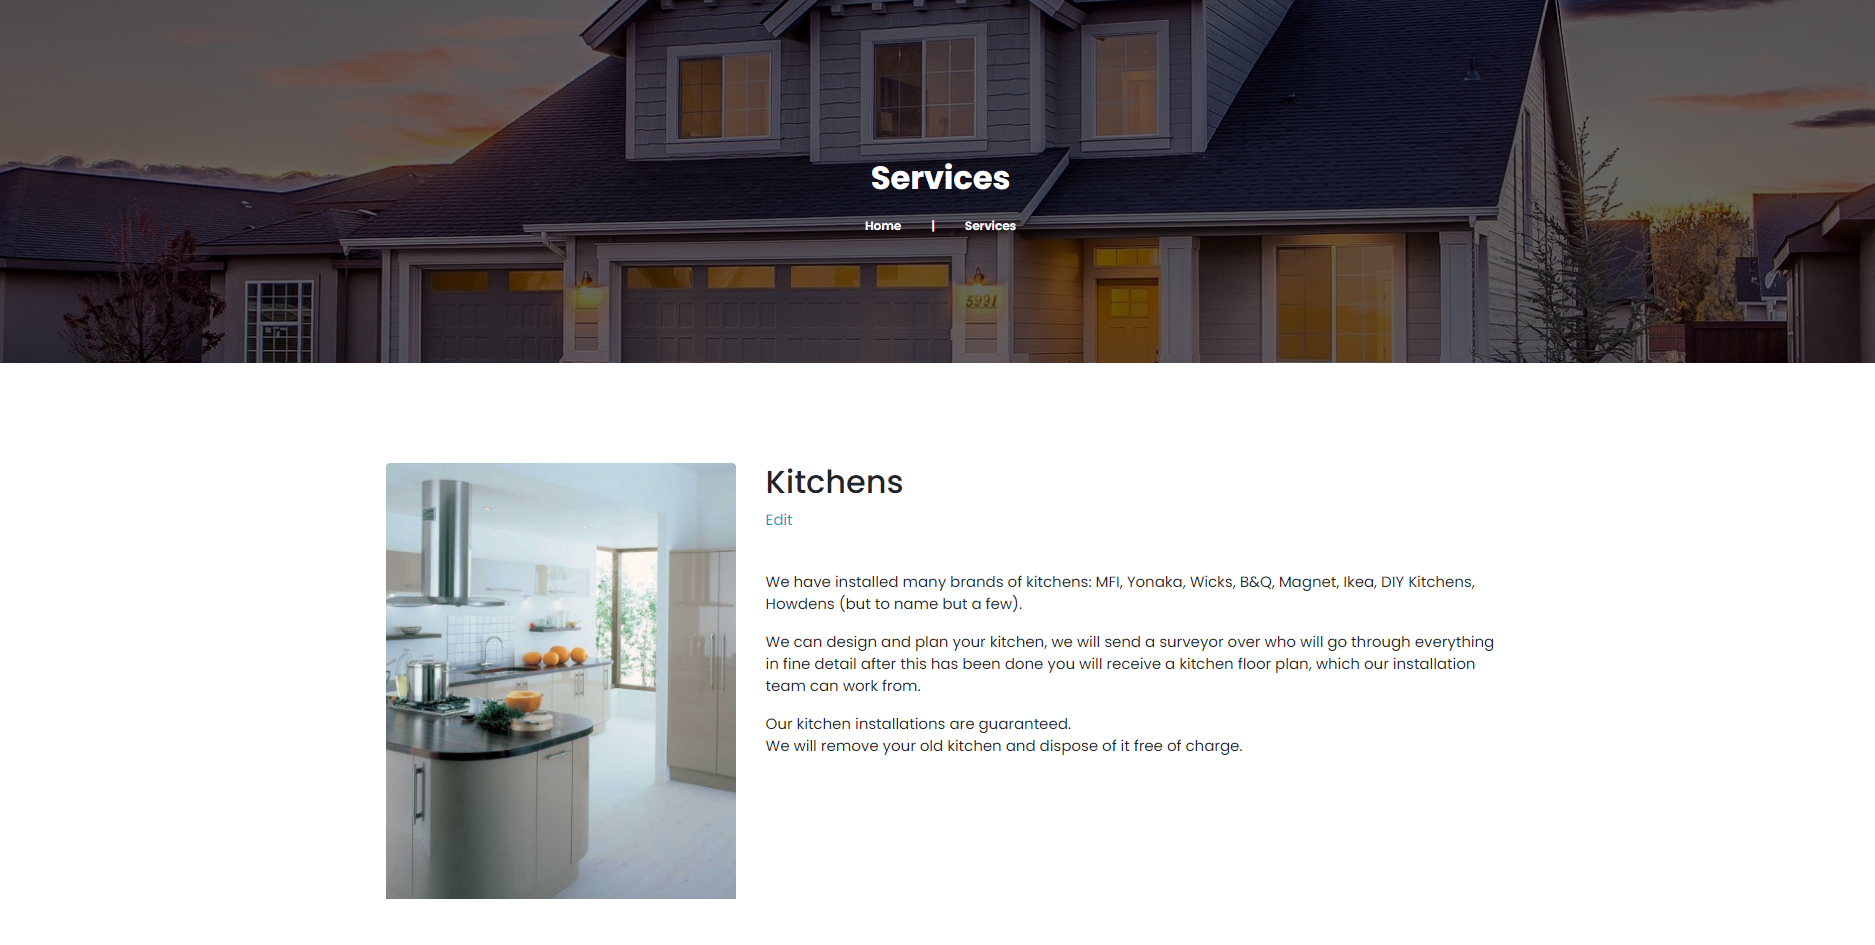 Services
Home | Services
5991
Kitchens
Edit
We have installed many brands of kitchens: MFI, Yonaka, Wicks, B&Q, Magnet, Ikea, DIY Kitchens,
Howdens (but to name but a few).
We can design and plan your kitchen, we will send a surveyor over who will go through everything
in fine detail after this has been done you will receive a kitchen floor plan, which our installation
team can work from.
Our kitchen installations are guaranteed.
We will remove your old kitchen and dispose of it free of charge.